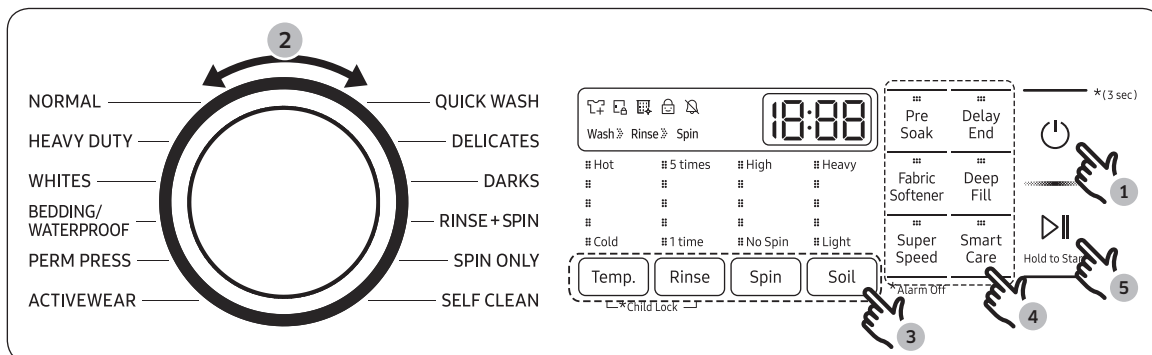 2
NORMAL
HEAVY DUTY
WHITES
BEDDING/
WATERPROOF
PERM PRESS
ACTIVEWEAR
QUICK WASH
DELICATES
DARKS
RINSE+SPIN
SPIN ONLY
SELF CLEAN
18:88
Wash Rinse Spin
Hot 5 times High Heavy
Cold 1 time No Spin Light
Temp. Rinse Spin Soil
*Child Lock
3
Pre
Soak
Delay
End
Fabric
Softener
Deep
Fill
Super
Speed
Smart
Care
*Alarm Off
4
*(3 sec)
1
Hold to Start
5